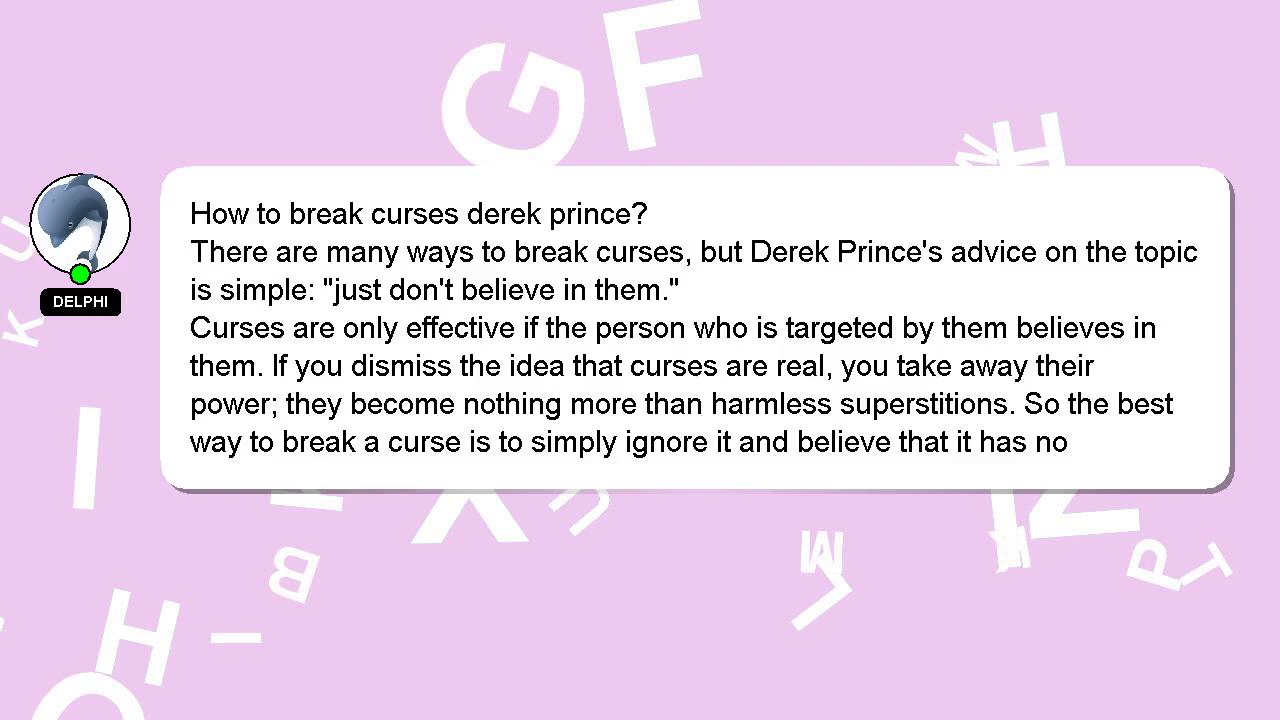 G F
N H
U
K
How to break curses derek prince?
There are many ways to break curses, but Derek Prince's advice on the topic
is simple: "just don't believe in them."
Curses are only effective if the person who is targeted by them believes in
them. If you dismiss the idea that curses are real, you take away their
power; they become nothing more than harmless superstitions. So the best
way to break a curse is to simply ignore it and believe that it has no
DELPHI
I
X U
B M L P T
H I
O